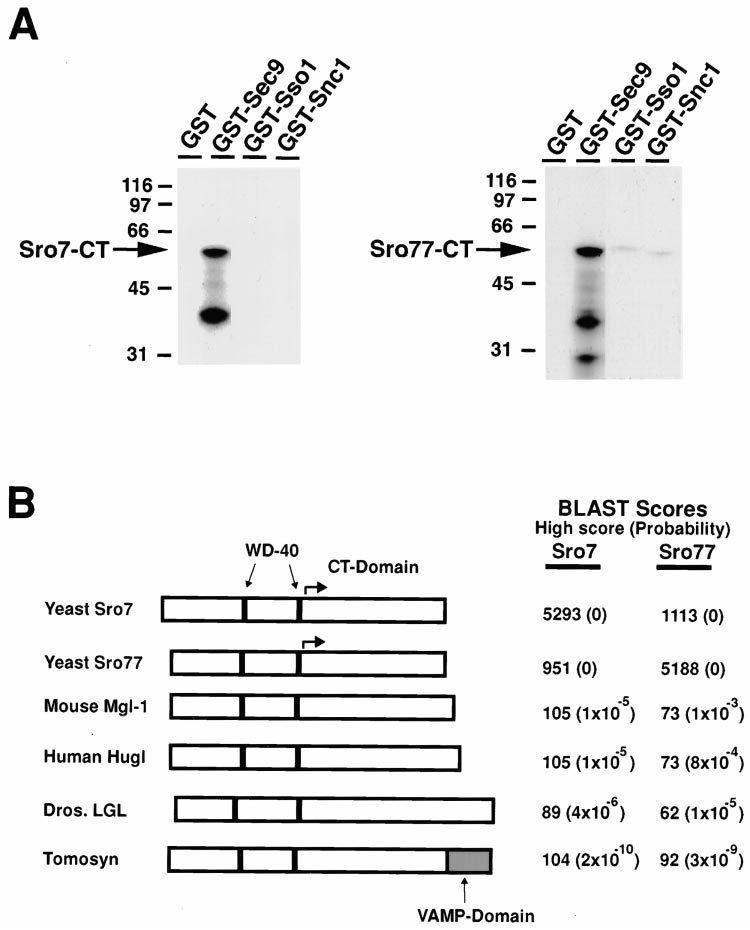 A
GST
GST-Sec9
GST-Sso1
GST-Snc1
116
97
66
Sro7-CT
45
31
GST
GST-Sec9
GST-Sso1
GST-Snc1
116
97
66
Sro77-CT
45
31
B
BLAST Scores
High score (Probability)
Sro7 Sro77
WD-40
CT-Domain
Yeast Sro7 5293 (0) 1113 (0)
Yeast Sro77 951 (0) 5188 (0)
Mouse Mgl-1 105 (1x10⁻⁵) 73 (1x10⁻³)
Human Hugl 105 (1x10⁻⁵) 73 (8x10⁻⁴)
Dros. LGL 89 (4x10⁻⁶) 62 (1x10⁻⁵)
Tomosyn 104 (2x10⁻¹⁰) 92 (3x10⁻⁹)
VAMP-Domain